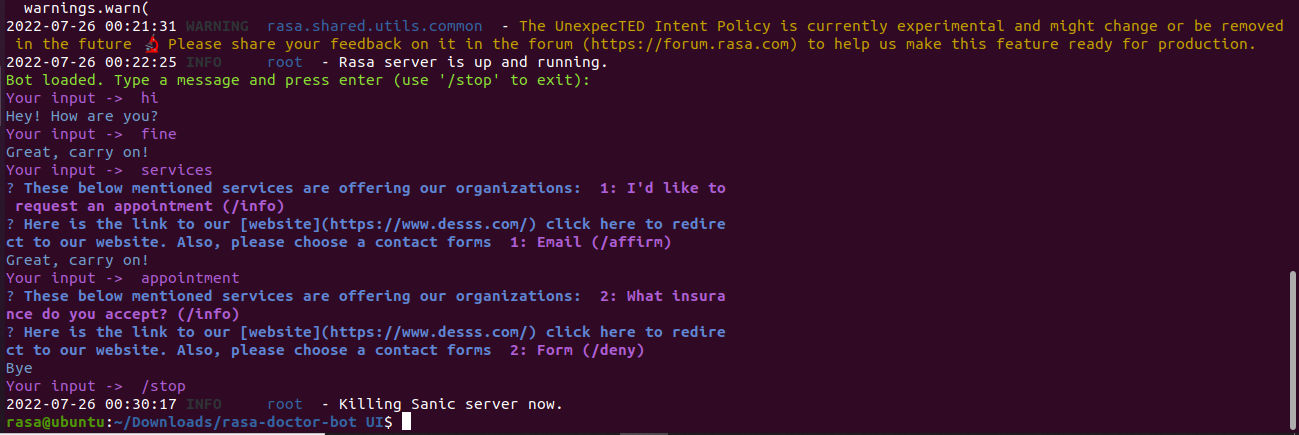 warnings.warn(
2022-07-26 00:21:31 WARNING  rasa.shared.utils.common  - The UnexpecTED Intent Policy is currently experimental and might change or be removed
 in the future 🔬 Please share your feedback on it in the forum (https://forum.rasa.com) to help us make this feature ready for production.
2022-07-26 00:22:25 INFO     root  - Rasa server is up and running.
Bot loaded. Type a message and press enter (use '/stop' to exit):
Your input ->  hi
Hey! How are you?
Your input ->  fine
Great, carry on!
Your input ->  services
? These below mentioned services are offering our organizations:  1: I'd like to
 request an appointment (/info)
? Here is the link to our [website](https://www.desss.com/) click here to redire
ct to our website. Also, please choose a contact forms  1: Email (/affirm)
Great, carry on!
Your input ->  appointment
? These below mentioned services are offering our organizations:  2: What insura
nce do you accept? (/info)
? Here is the link to our [website](https://www.desss.com/) click here to redire
ct to our website. Also, please choose a contact forms  2: Form (/deny)
Bye
Your input ->  /stop
2022-07-26 00:30:17 INFO     root  - Killing Sanic server now.
rasa@ubuntu:~/Downloads/rasa-doctor-bot UI$